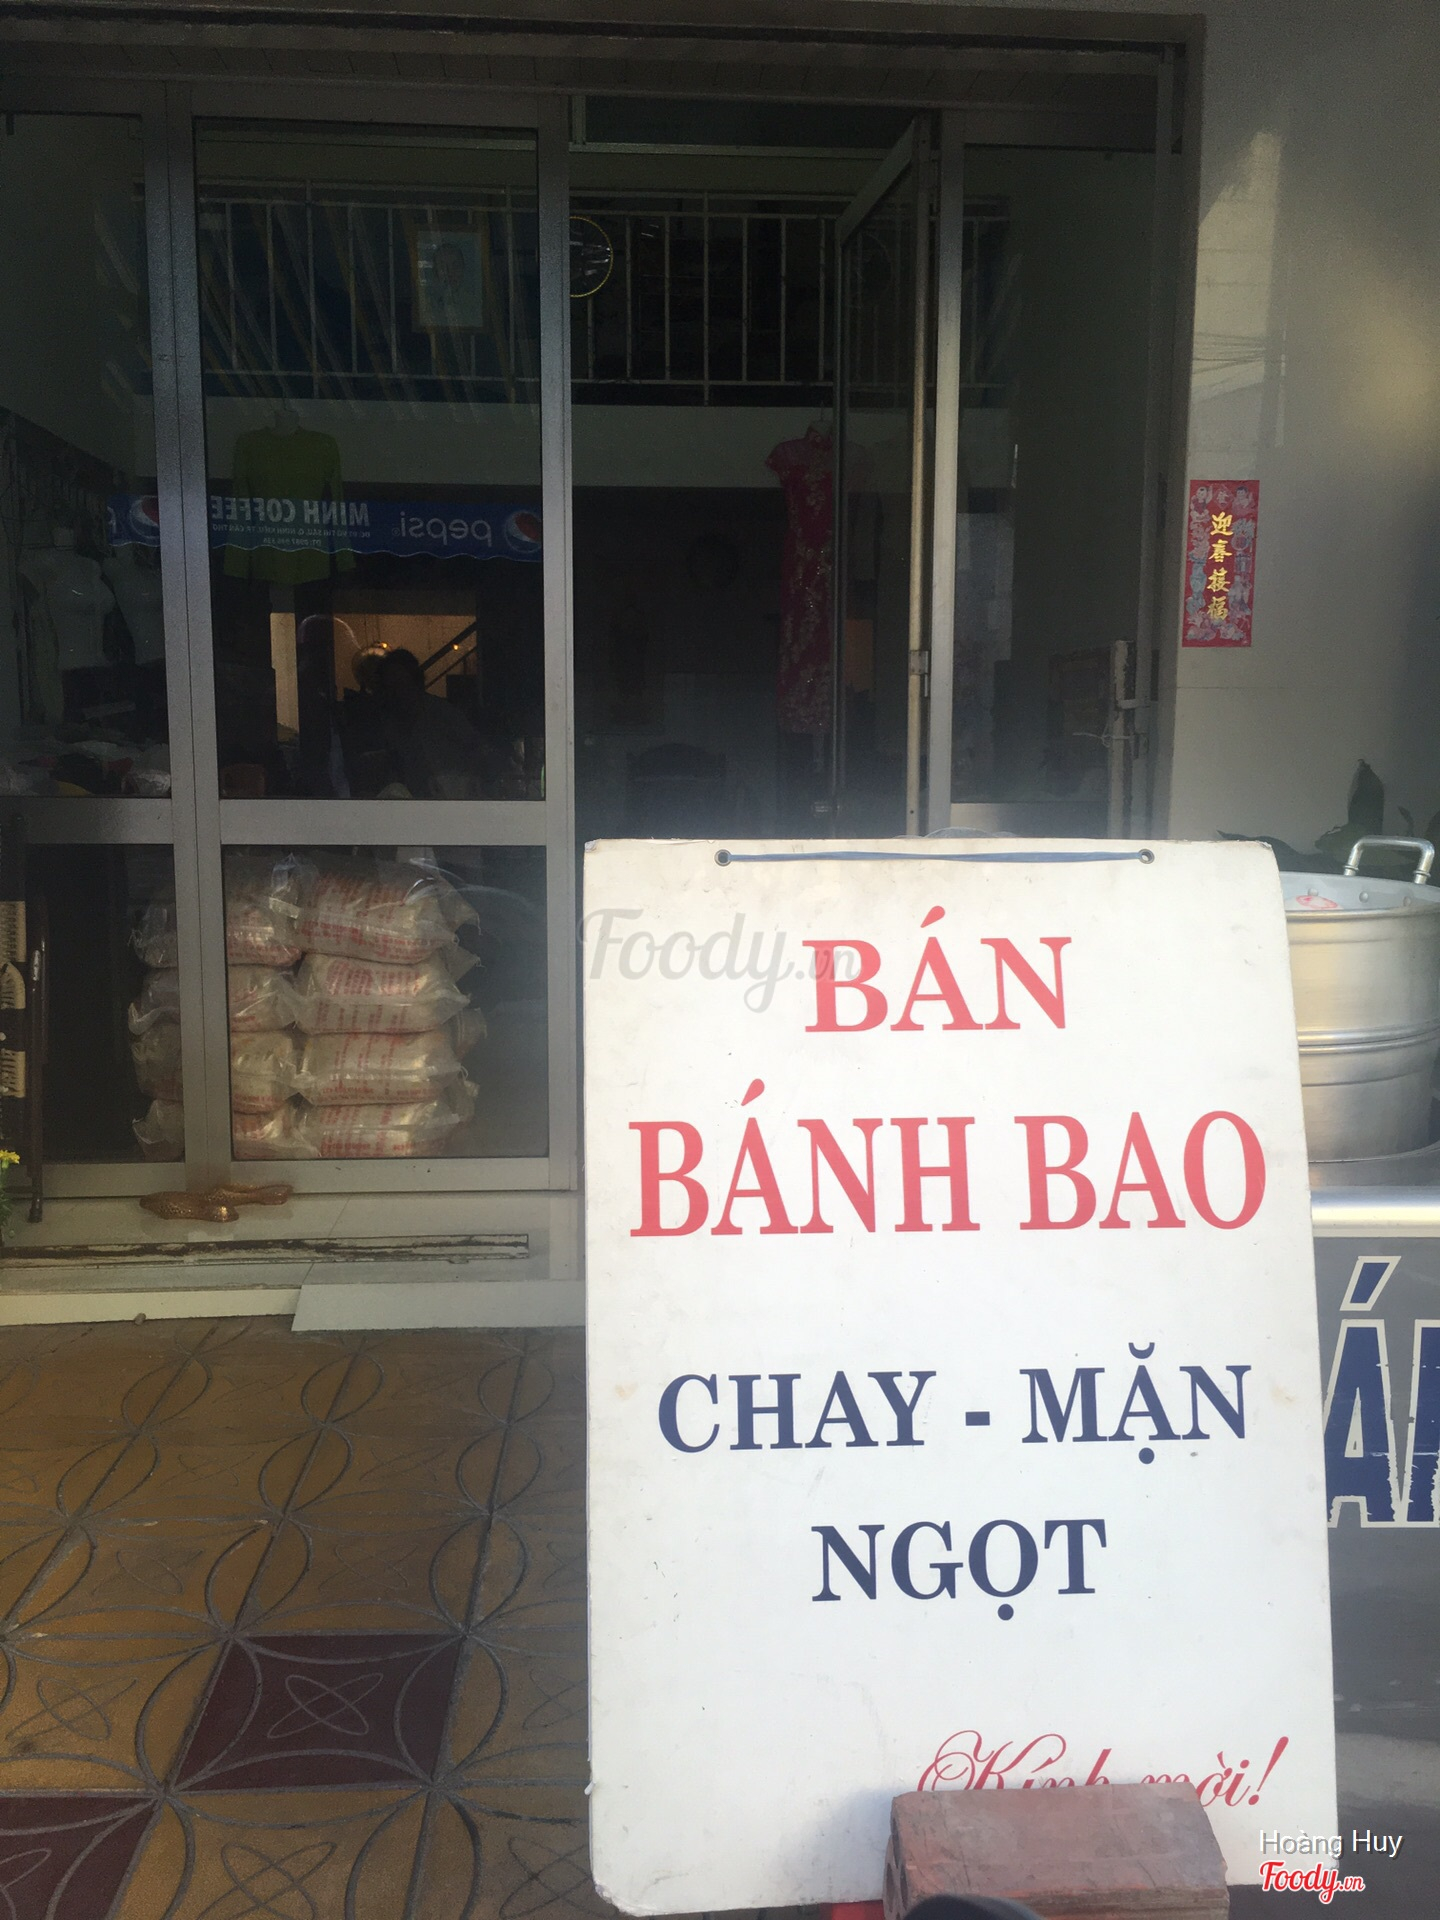 MINH COFFEE
pepsi
迎喜接福
Foody.vn
BÁN
BÁNH BAO
CHAY - MẶN
NGỌT
Kính mời!
Hoàng Huy
Foody.vn